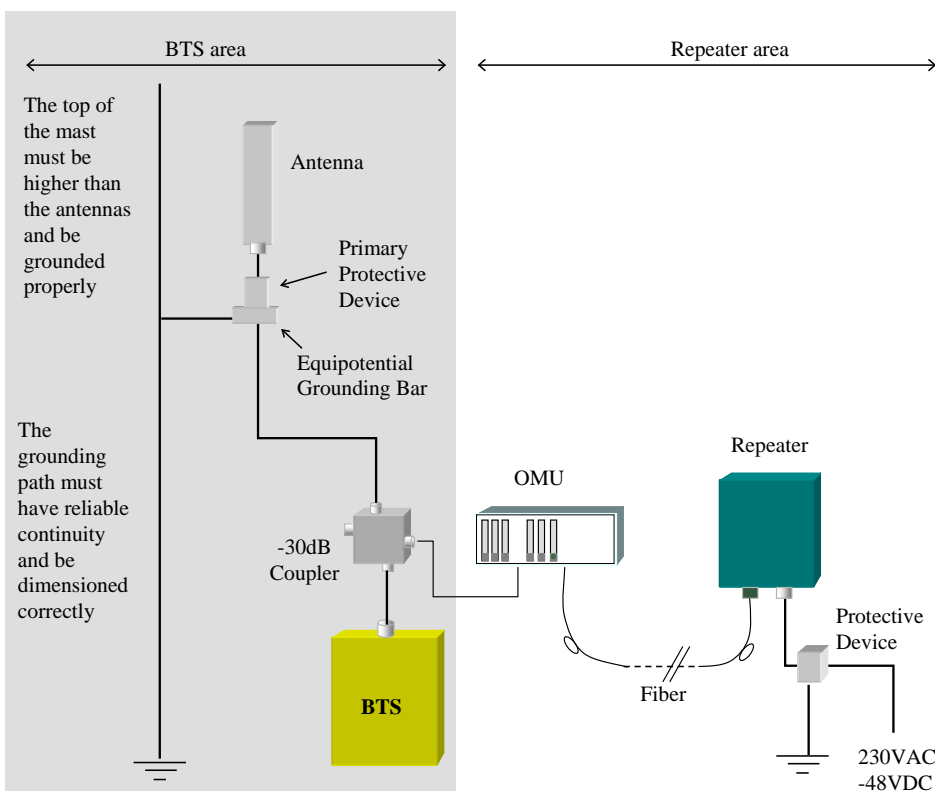 BTS area
Repeater area
The top of
the mast
must be
higher than
the antennas
and be
grounded
properly
Antenna
Primary
Protective
Device
Equipotential
Grounding Bar
The
grounding
path must
have reliable
continuity
and be
dimensioned
correctly
-30dB
Coupler
BTS
OMU
Repeater
Fiber
Protective
Device
230VAC
-48VDC